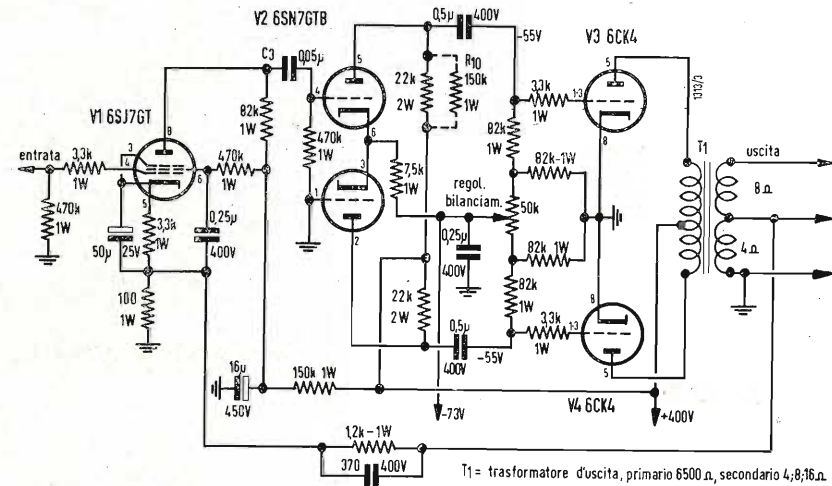 V2 6SN7GTB
0,5µ
400V
-55V
V3 6CK4
C3
0,05µ
5
R10
150k
1W
22k
2W
V1 6SJ7GT
8
82k
1W
4
6
3,3k
1W
1-3
5
1313/3
entrata
3,3k
1W
3
4
6
470k
1W
470k
1W
3
1
2
7,5k
1W
82k
1W
82k-1W
8
T1
uscita
8Ω
4Ω
regol.
bilanciam.
50k
470k
1W
5
3,3k
1W
0,25µ
400V
50µ
25V
0,25µ
400V
82k 1W
82k
1W
100
1W
22k
2W
0,5µ
400V
-55V
3,3k
1W
1-3
8
5
V4 6CK4
16µ
450V
150k 1W
-73V
+400V
1,2k-1W
370
400V
T1= trasformatore d'uscita, primario 6500Ω, secondario 4;8;16Ω